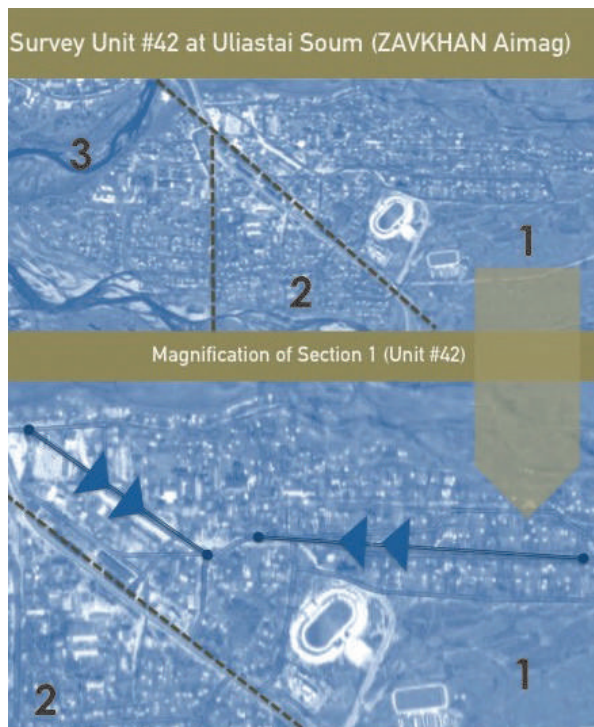 Survey Unit #42 at Uliastai Soum (ZAVKHAN Aimag)
3
1
2
Magnification of Section 1 (Unit #42)
1
2